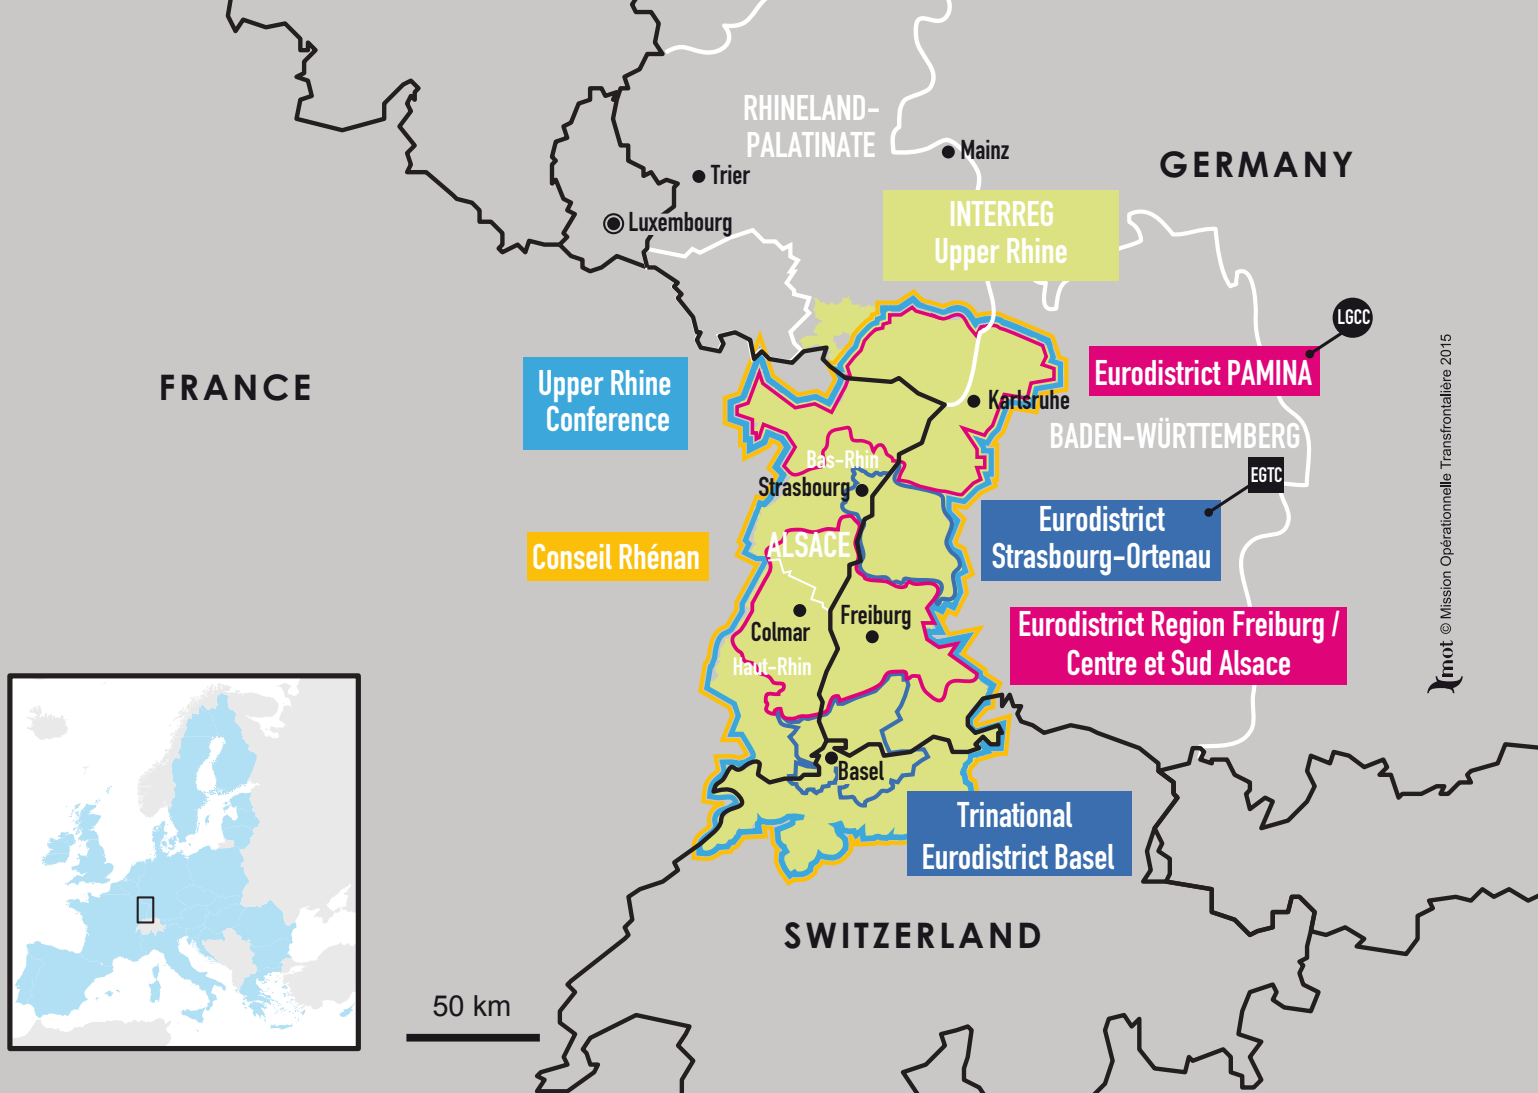 RHINELAND-
PALATINATE
Mainz
GERMANY
Trier
Luxembourg
INTERREG
Upper Rhine
LGCC
FRANCE
Upper Rhine
Conference
Eurodistrict PAMINA
Karlsruhe
BADEN-WÜRTTEMBERG
Bas-Rhin
EGTC
Strasbourg
Eurodistrict
Strasbourg-Ortenau
Conseil Rhénan
ALSACE
Freiburg
Colmar
Eurodistrict Region Freiburg /
Centre et Sud Alsace
Haut-Rhin
Basel
Trinational
Eurodistrict Basel
SWITZERLAND
50 km
mot © Mission Opérationnelle Transfrontalière 2015